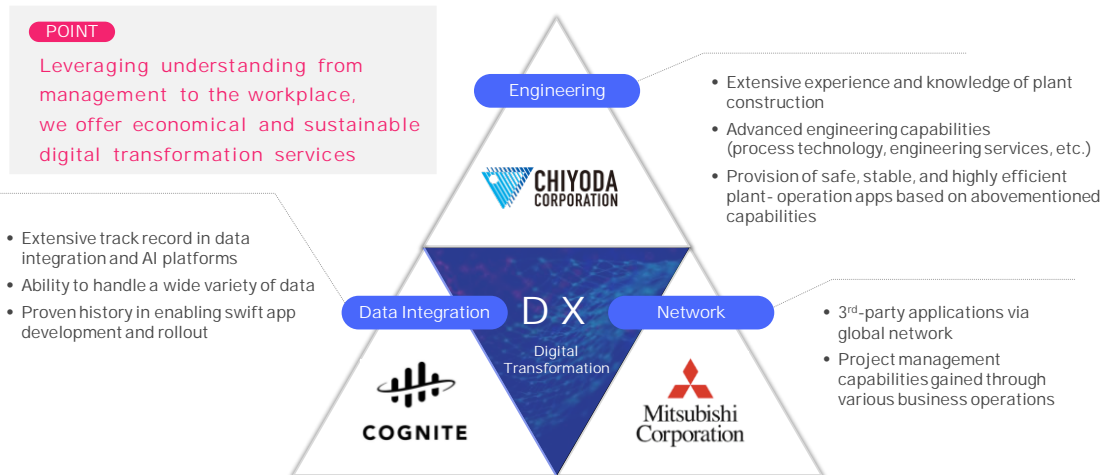 POINT
Leveraging understanding from
management to the workplace,
we offer economical and sustainable
digital transformation services
Engineering
• Extensive experience and knowledge of plant
construction
• Advanced engineering capabilities
(process technology, engineering services, etc.)
• Provision of safe, stable, and highly efficient
plant- operation apps based on abovementioned
capabilities
CHIYODA
CORPORATION
• Extensive track record in data
integration and AI platforms
• Ability to handle a wide variety of data
• Proven history in enabling swift app
development and rollout
Data Integration
DX
Digital
Transformation
Network
• 3rd-party applications via
global network
• Project management
capabilities gained through
various business operations
COGNITE
Mitsubishi
Corporation